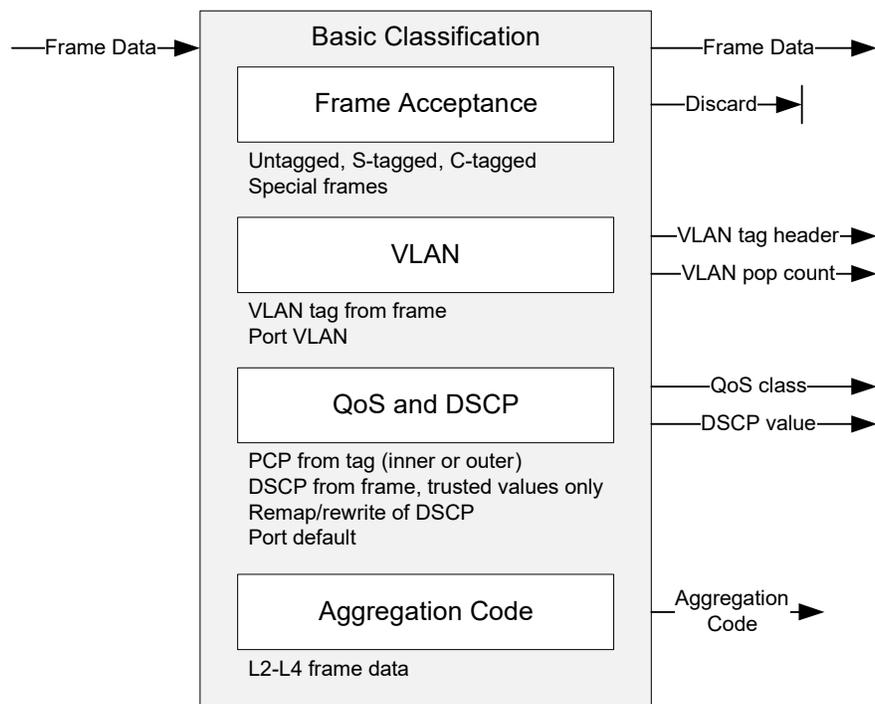 Basic Classification
Frame Data
Frame Data
Frame Acceptance
Discard
Untagged, S-tagged, C-tagged
Special frames
VLAN
VLAN tag header
VLAN pop count
VLAN tag from frame
Port VLAN
QoS and DSCP
QoS class
DSCP value
PCP from tag (inner or outer)
DSCP from frame, trusted values only
Remap/rewrite of DSCP
Port default
Aggregation Code
Aggregation
Code
L2-L4 frame data